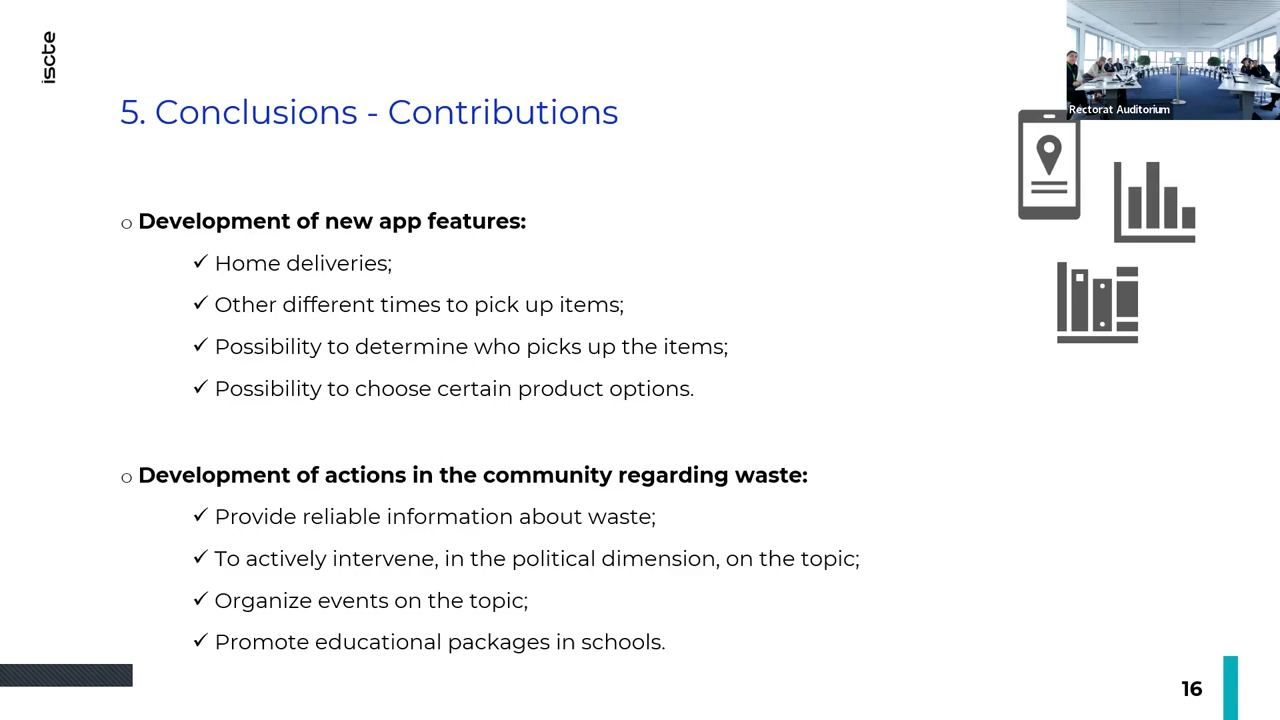 iscte
Rectorat Auditorium
5. Conclusions - Contributions
o Development of new app features:
✓ Home deliveries;
✓ Other different times to pick up items;
✓ Possibility to determine who picks up the items;
✓ Possibility to choose certain product options.
o Development of actions in the community regarding waste:
✓ Provide reliable information about waste;
✓ To actively intervene, in the political dimension, on the topic;
✓ Organize events on the topic;
✓ Promote educational packages in schools.
16